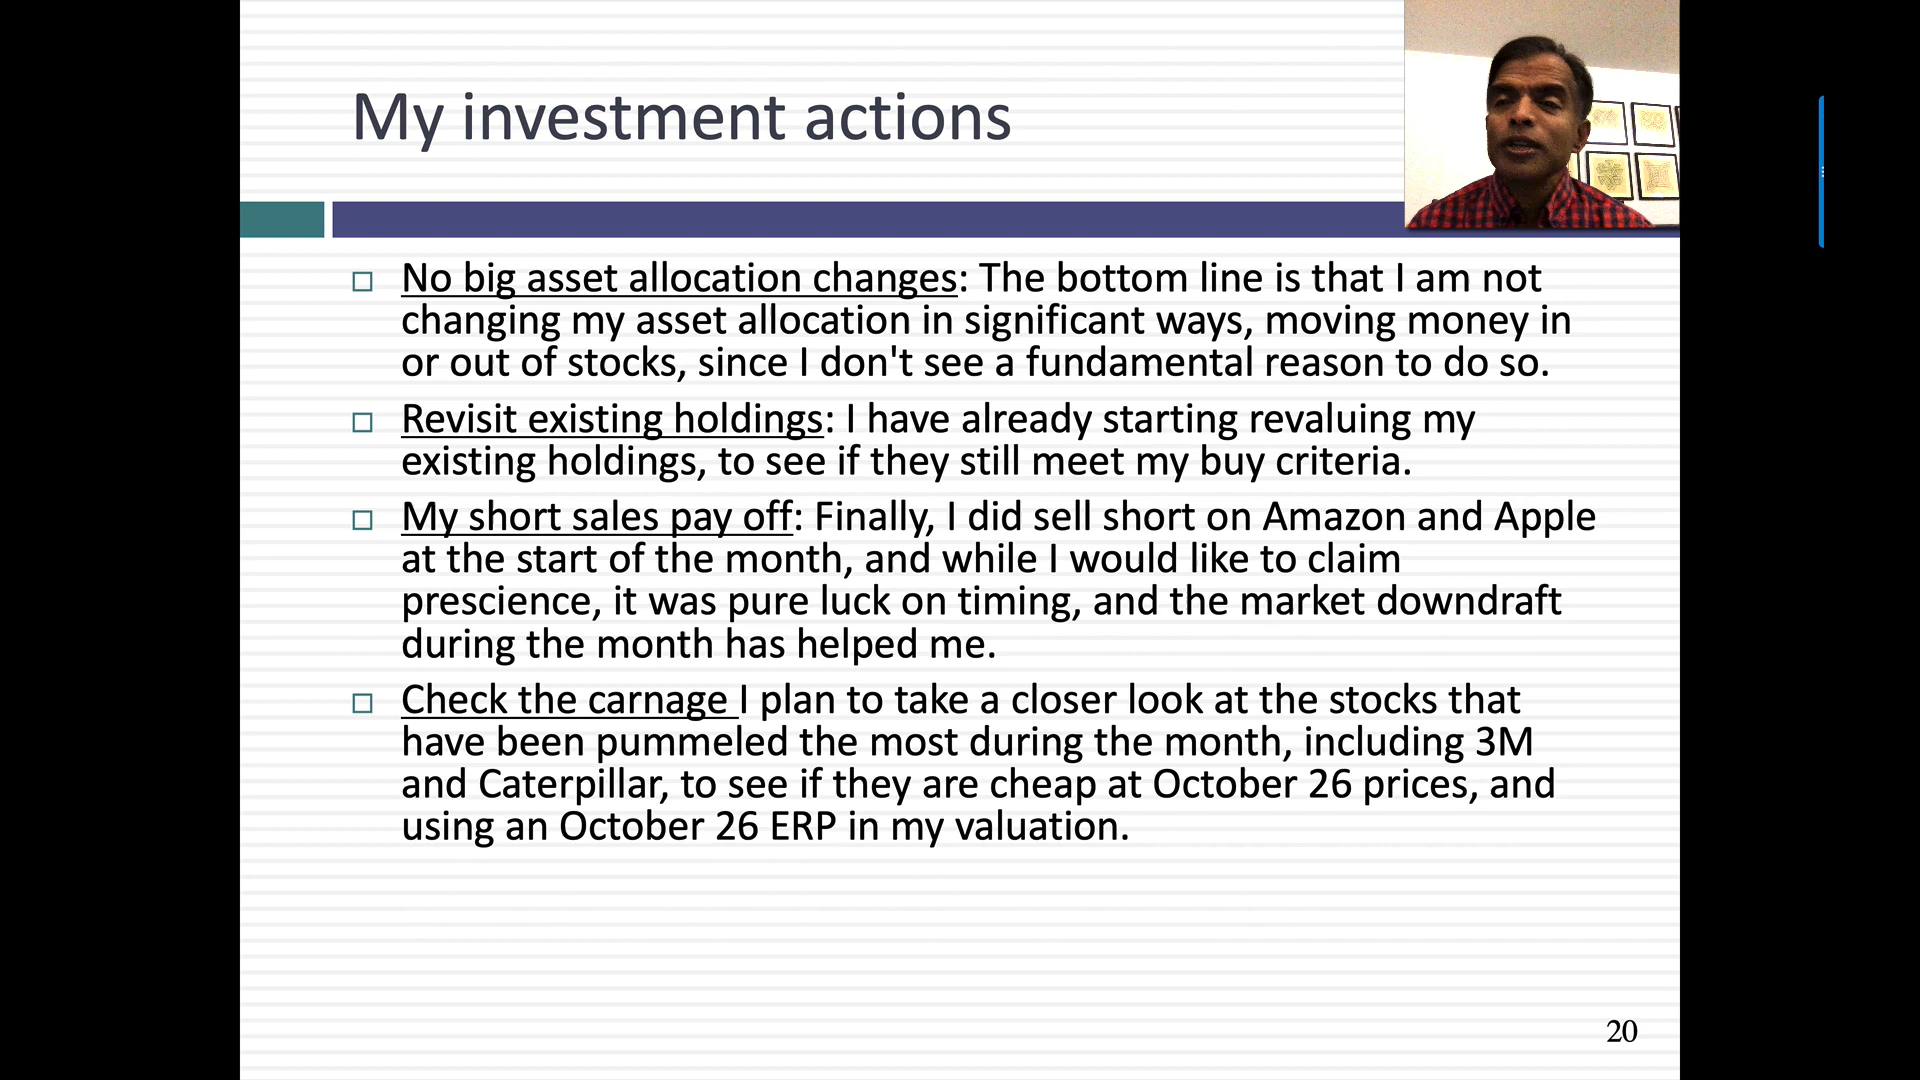 My investment actions
No big asset allocation changes: The bottom line is that I am not
changing my asset allocation in significant ways, moving money in
or out of stocks, since I don't see a fundamental reason to do so.
Revisit existing holdings: I have already starting revaluing my
existing holdings, to see if they still meet my buy criteria.
My short sales pay off: Finally, I did sell short on Amazon and Apple
at the start of the month, and while I would like to claim
prescience, it was pure luck on timing, and the market downdraft
during the month has helped me.
Check the carnage I plan to take a closer look at the stocks that
have been pummeled the most during the month, including 3M
and Caterpillar, to see if they are cheap at October 26 prices, and
using an October 26 ERP in my valuation.
20